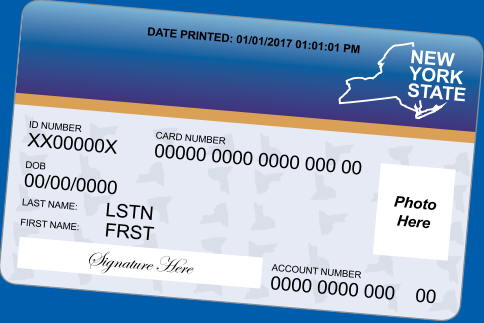 DATE PRINTED: 01/01/2017 01:01:01 PM
NEW
YORK
STATE
ID NUMBER
XX00000X
CARD NUMBER
00000 0000 0000 000 00
DOB
00/00/0000
LAST NAME: LSTN
FIRST NAME: FRST
Photo
Here
Signature Here
ACCOUNT NUMBER
0000 0000 000 00